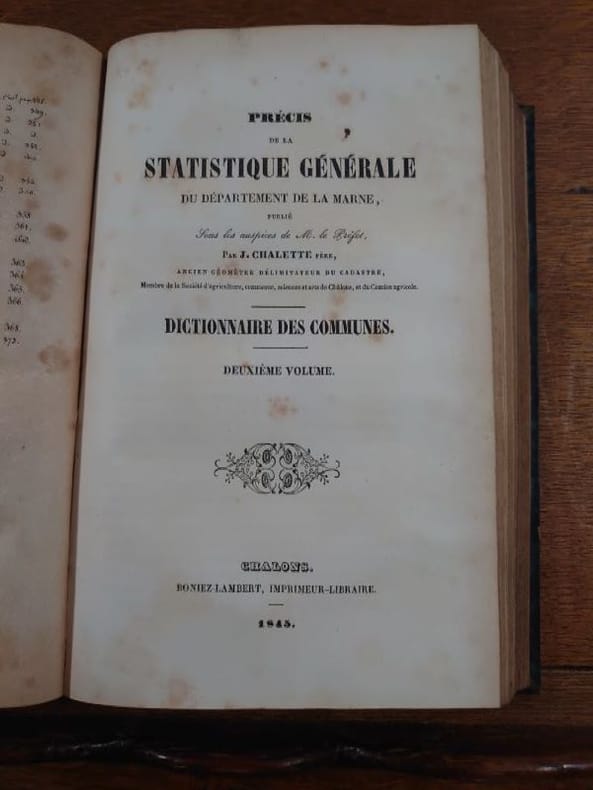 PRÉCIS
DE LA
STATISTIQUE GÉNÉRALE
DU DÉPARTEMENT DE LA MARNE,
PUBLIÉ
Sous les auspices de M. le Préfet,
PAR J. CHALETTE PÈRE,
ANCIEN GÉOMÈTRE DÉLIMITATEUR DU CADASTRE,
Membre de la Société d'agriculture, commerce, sciences et arts de Châlons, et du Comice agricole.
DICTIONNAIRE DES COMMUNES.
DEUXIÈME VOLUME.
CHALONS.
BONIEZ-LAMBERT, IMPRIMEUR-LIBRAIRE.
1845.